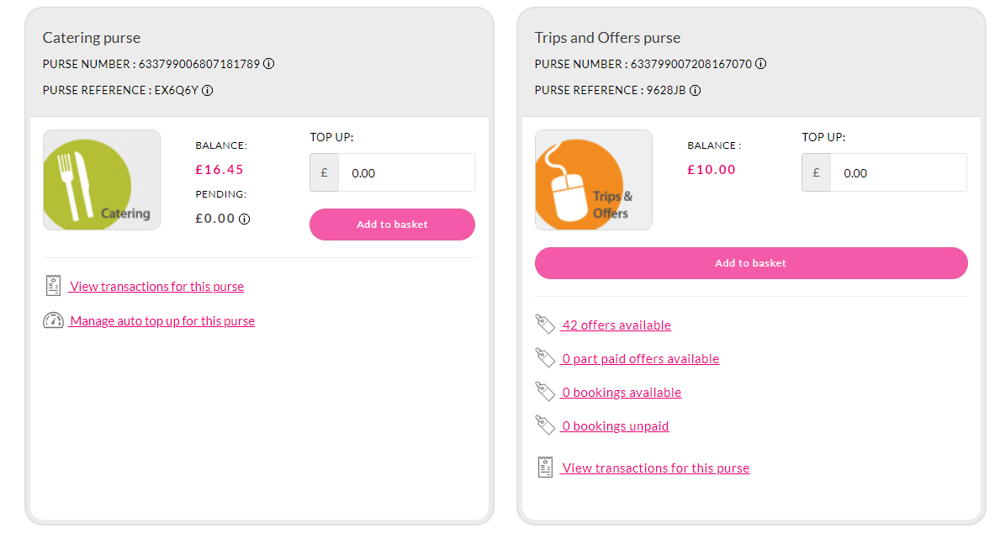 Catering purse
PURSE NUMBER : 633799006807181789
PURSE REFERENCE : EX6Q6Y
Catering
BALANCE:
£16.45
PENDING:
£0.00
TOP UP:
£ 0.00
Add to basket
View transactions for this purse
Manage auto top up for this purse
Trips and Offers purse
PURSE NUMBER : 633799007208167070
PURSE REFERENCE : 9628JB
Trips &
Offers
BALANCE :
£10.00
TOP UP:
£ 0.00
Add to basket
42 offers available
0 part paid offers available
0 bookings available
0 bookings unpaid
View transactions for this purse